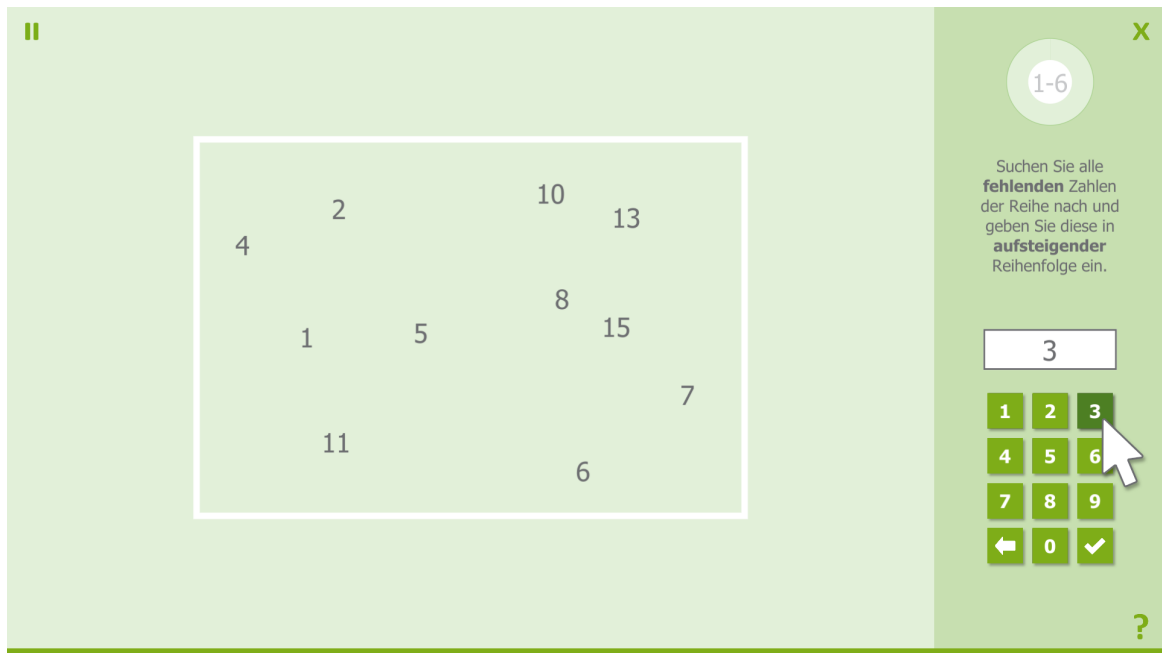 X
1-6
Suchen Sie alle
fehlenden Zahlen
der Reihe nach und
geben Sie diese in
aufsteigender
Reihenfolge ein.
2
10
13
4
8
15
1
5
7
11
6
3
1 2 3
4 5 6
7 8 9
0
?